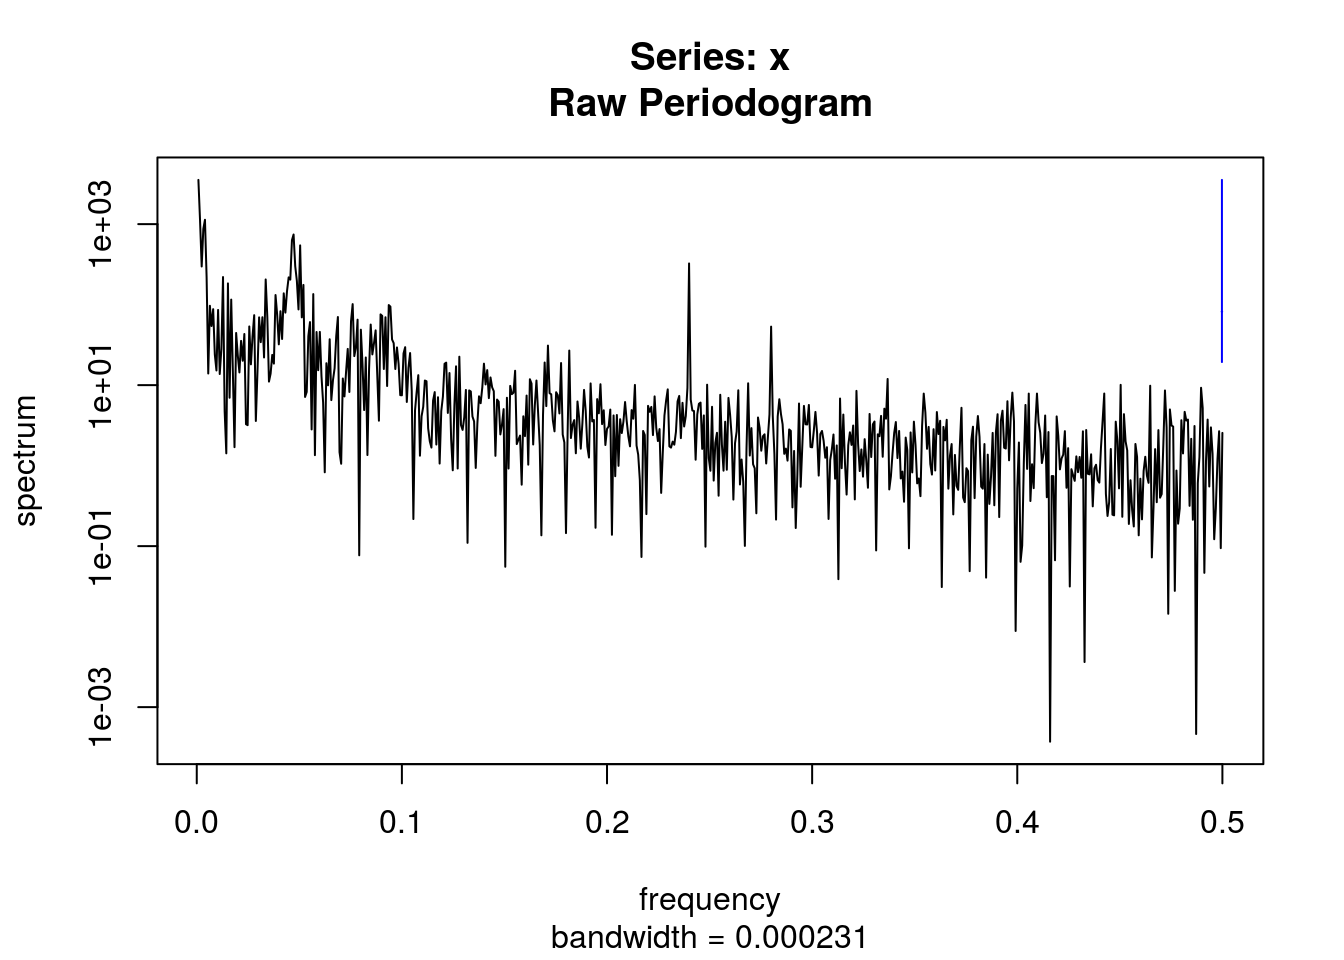 Series: x
Raw Periodogram
spectrum
1e+03
1e+01
1e-01
1e-03
0.0 0.1 0.2 0.3 0.4 0.5
frequency
bandwidth = 0.000231